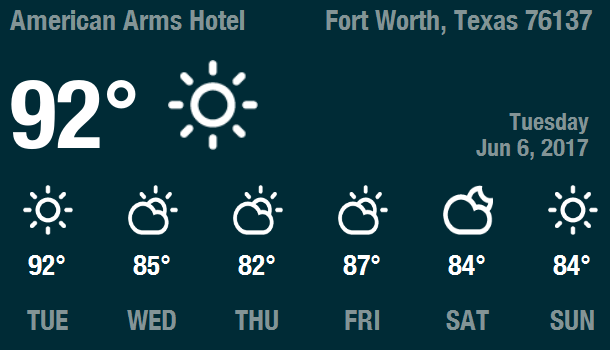 American Arms Hotel Fort Worth, Texas 76137
92°
Tuesday
Jun 6, 2017
92° 85° 82° 87° 84° 84°
TUE WED THU FRI SAT SUN